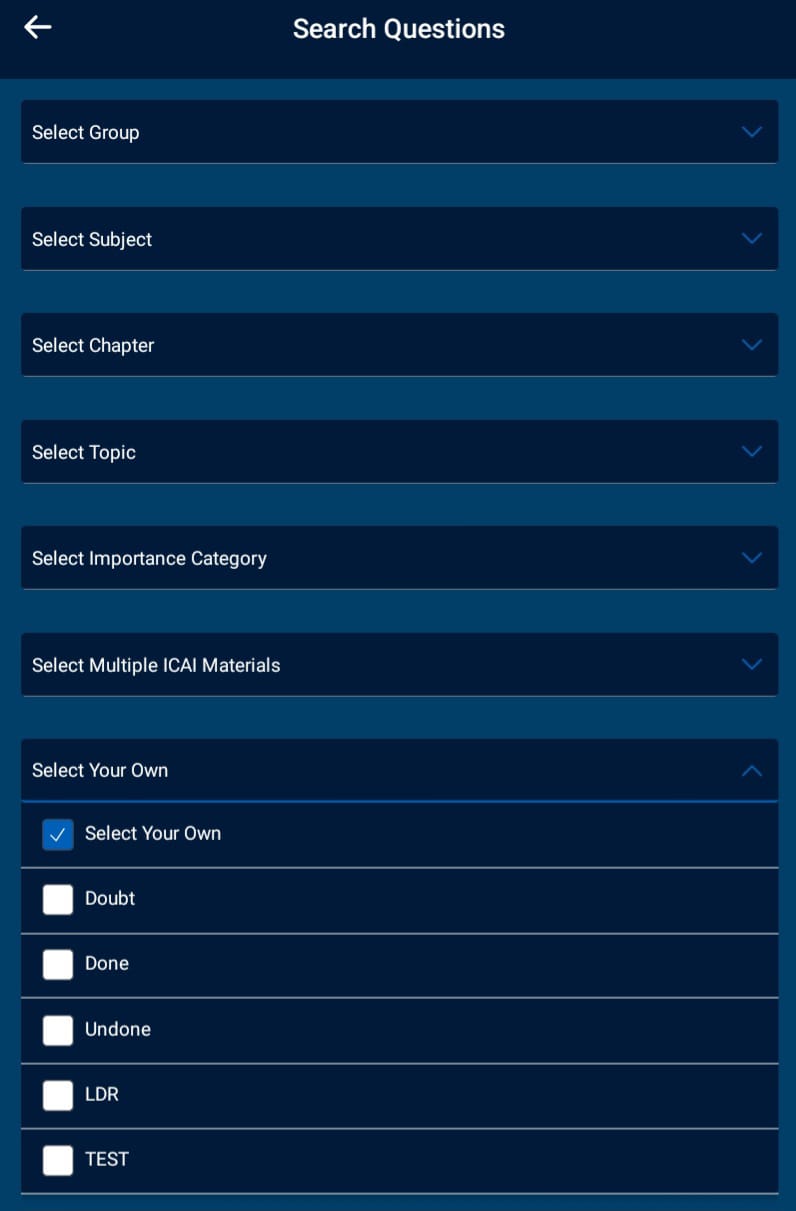 Search Questions
Select Group
Select Subject
Select Chapter
Select Topic
Select Importance Category
Select Multiple ICAI Materials
Select Your Own
Select Your Own
Doubt
Done
Undone
LDR
TEST